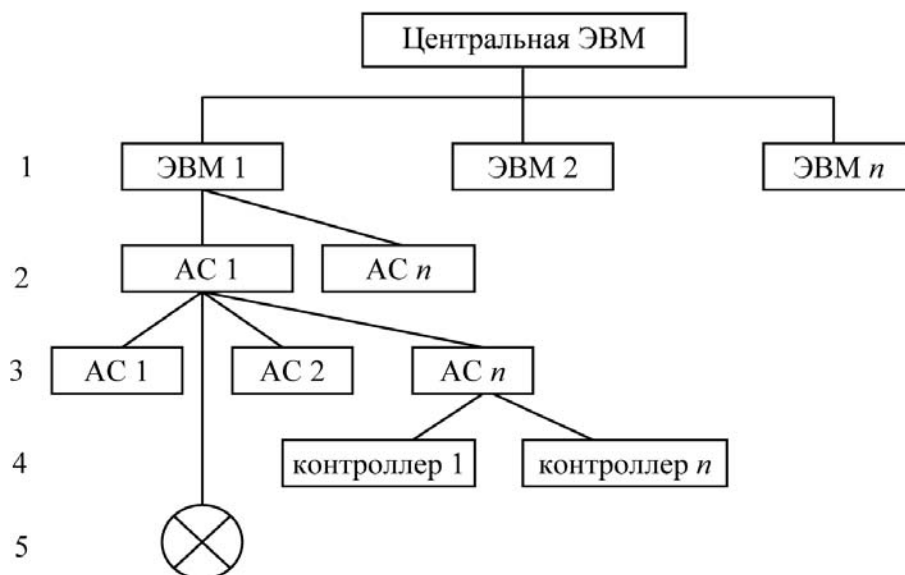 Центральная ЭВМ
1 ЭВМ 1 ЭВМ 2 ЭВМ n
2 АС 1 АС n
3 АС 1 АС 2 АС n
4 контроллер 1 контроллер n
5